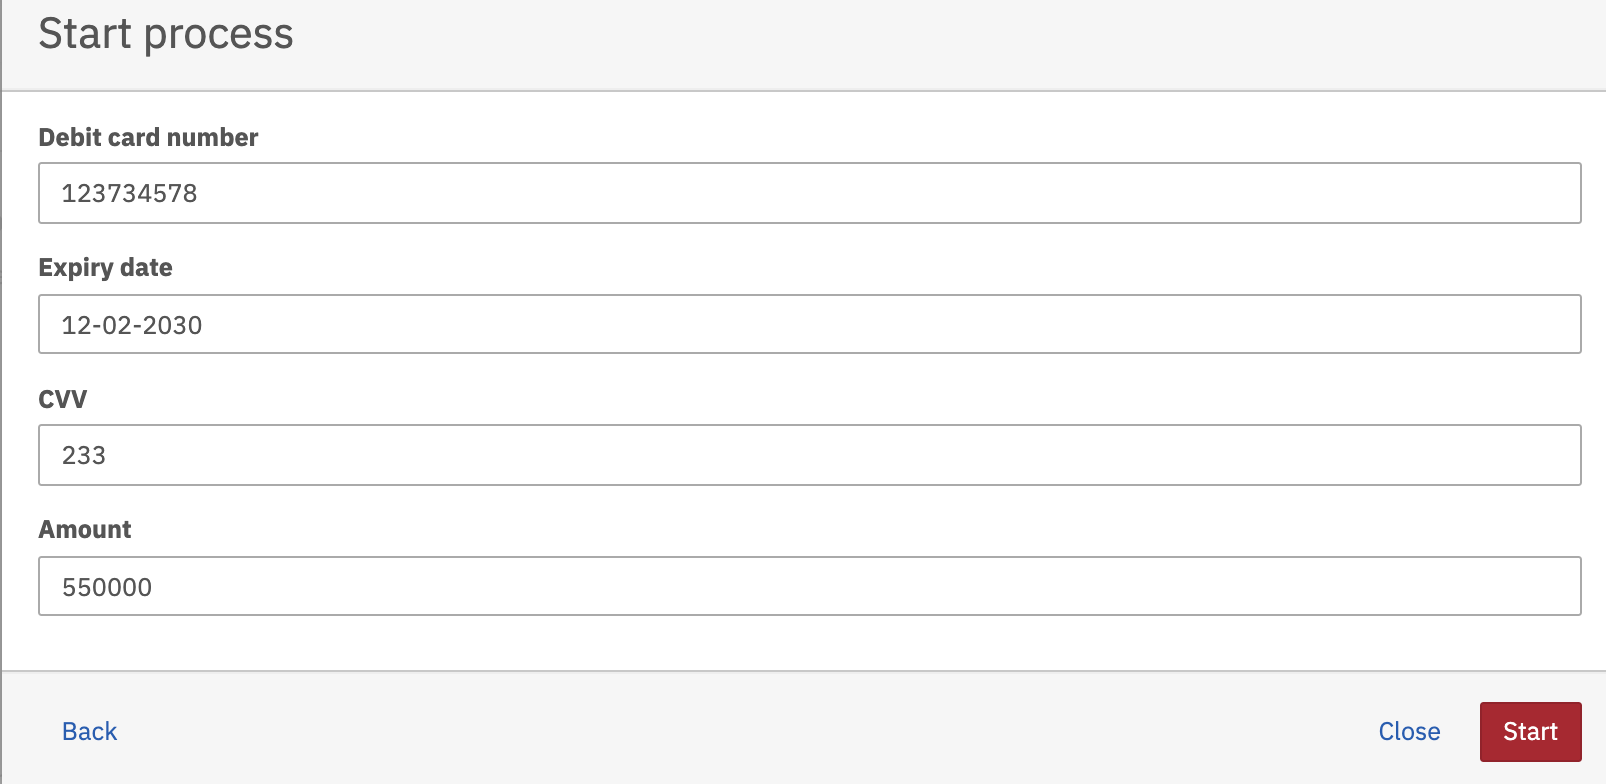 Start process
Debit card number
123734578
Expiry date
12-02-2030
CVV
233
Amount
550000
Back
Close
Start